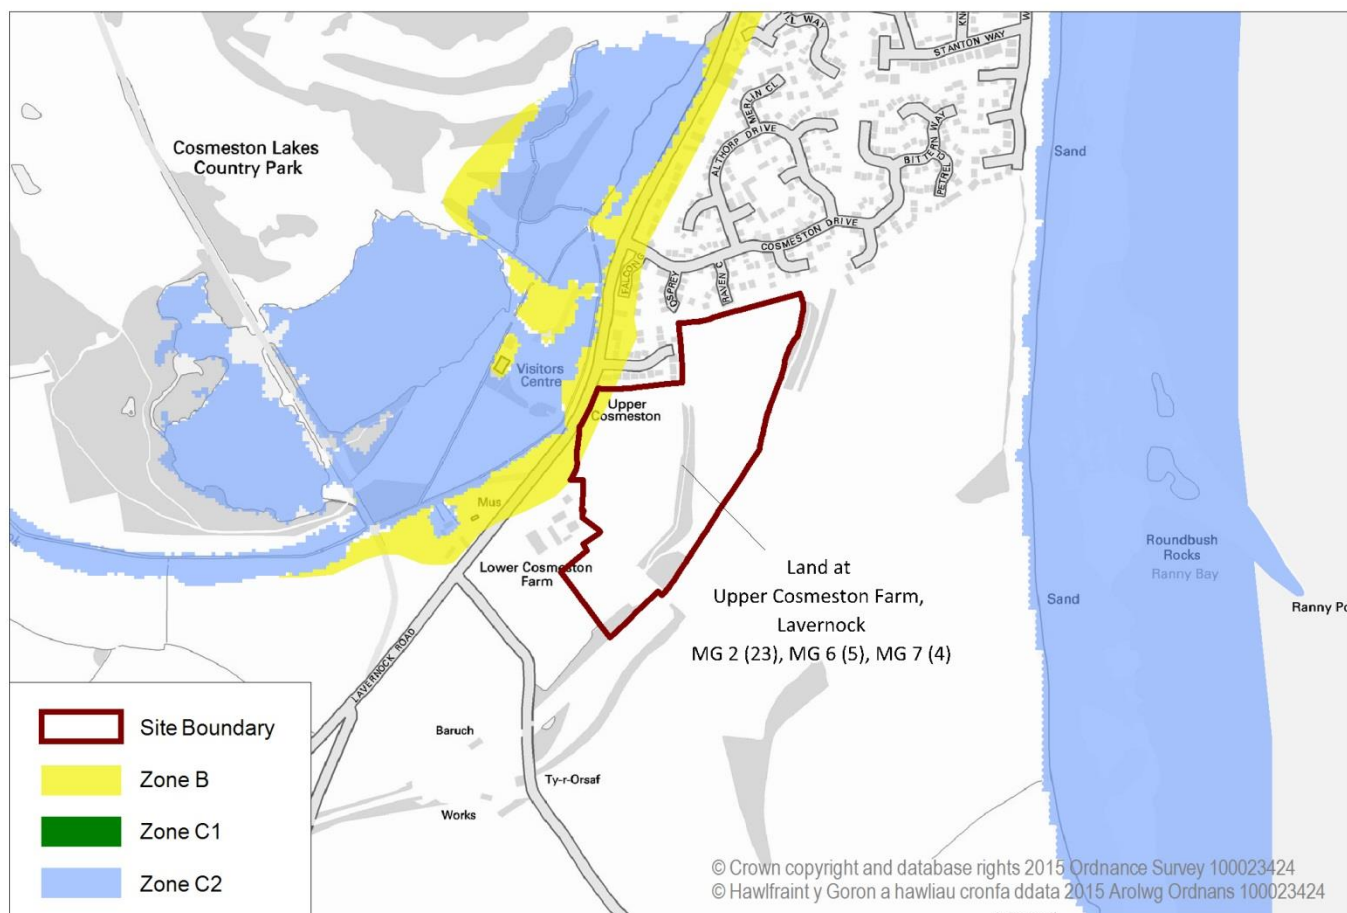 STANTON WAY
MERLIN CL
ALTHORP DRIVE
BITTERN WAY
PETREL C
COSMESTON DRIVE
OSPREY
RAVEN C
FALCON G
Cosmeston Lakes
Country Park
Sand
Visitors
Centre
Upper
Cosmeston
Mus
Lower Cosmeston
Farm
LAVERNOCK ROAD
Land at
Upper Cosmeston Farm,
Lavernock
MG 2 (23), MG 6 (5), MG 7 (4)
Roundbush
Rocks
Ranny Bay
Sand
Ranny Po
Baruch
Ty-r-Orsaf
Works
Site Boundary
Zone B
Zone C1
Zone C2
© Crown copyright and database rights 2015 Ordnance Survey 100023424
© Hawlfraint y Goron a hawliau cronfa ddata 2015 Arolwg Ordnans 100023424